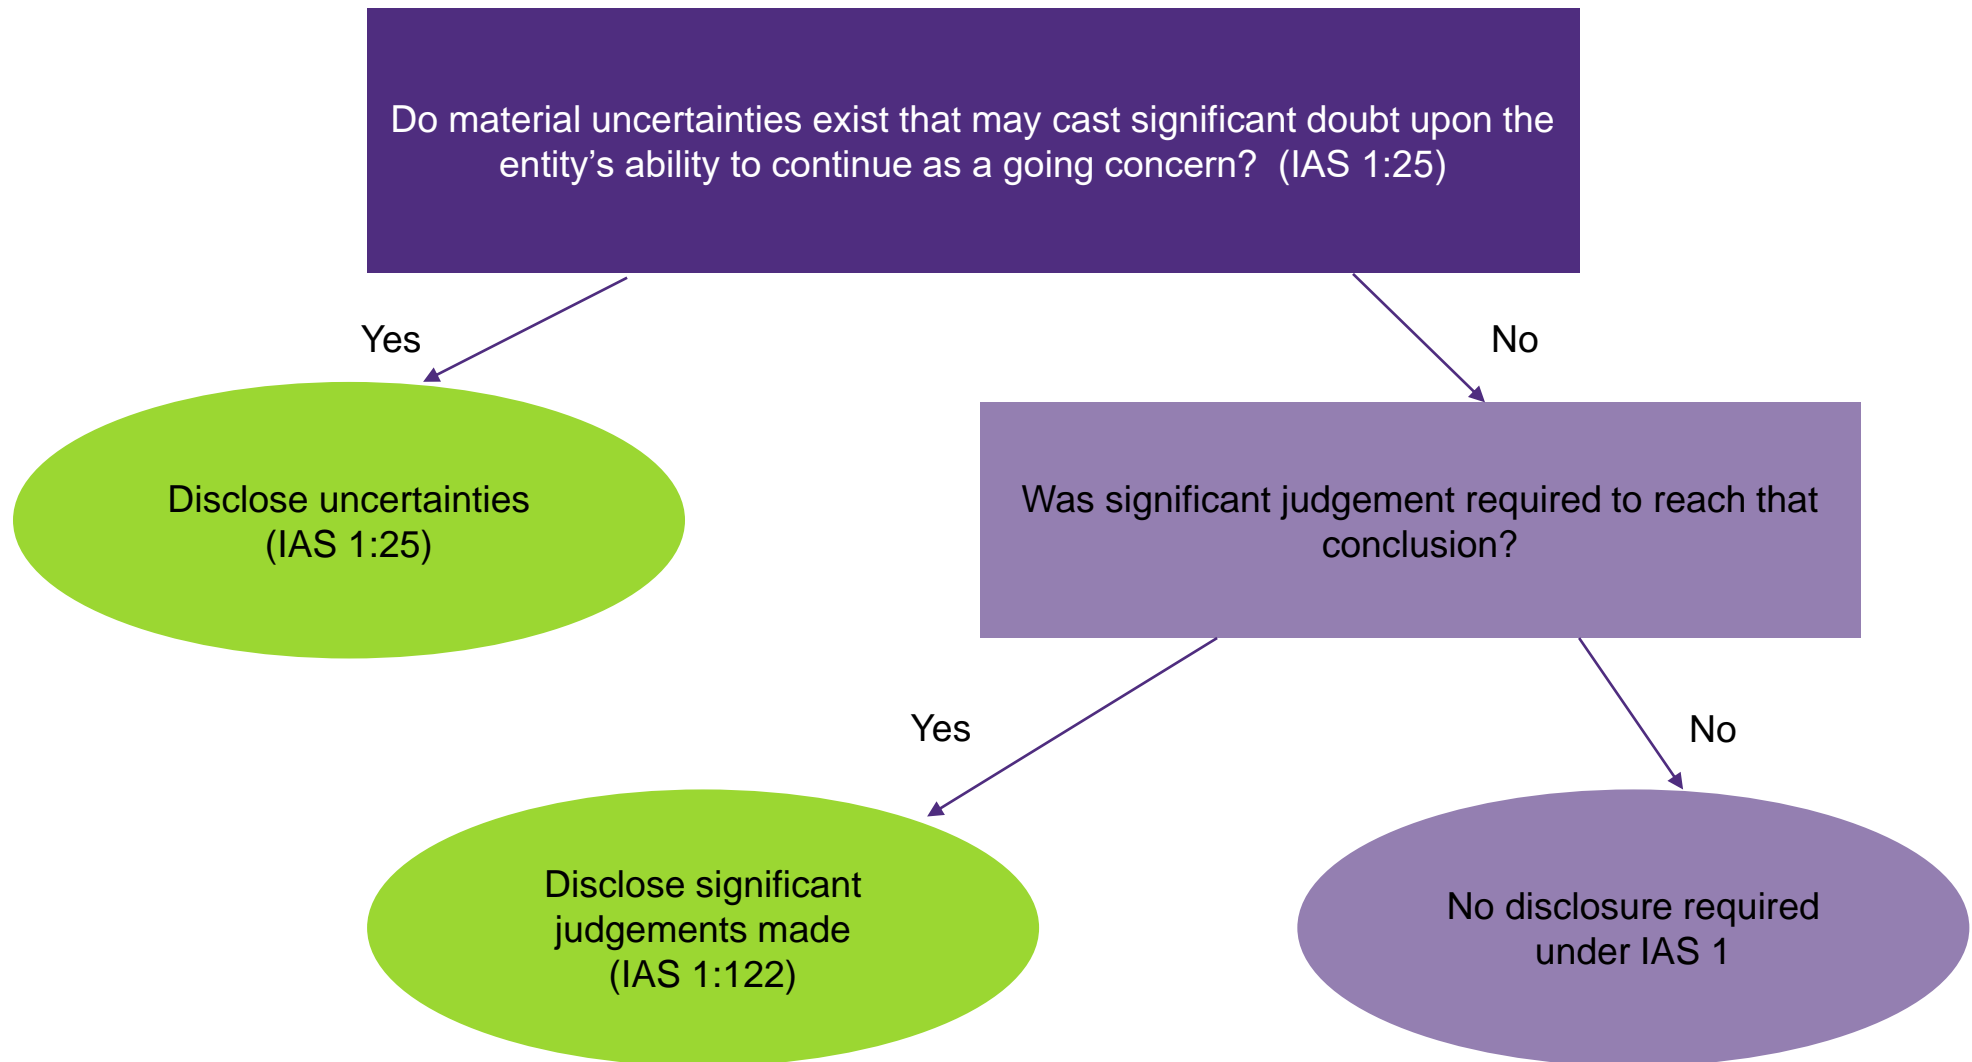 Do material uncertainties exist that may cast significant doubt upon the
entity’s ability to continue as a going concern?  (IAS 1:25)
Yes
No
Disclose uncertainties
(IAS 1:25)
Was significant judgement required to reach that
conclusion?
Yes
No
Disclose significant
judgements made
(IAS 1:122)
No disclosure required
under IAS 1